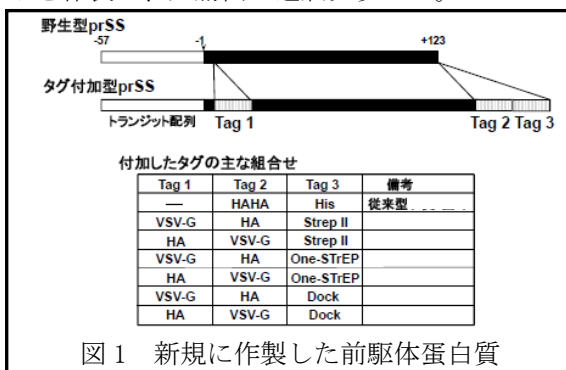 野生型prSS
-57 -1 +123
タグ付加型prSS
トランジット配列 Tag 1 Tag 2 Tag 3
付加したタグの主な組合せ
Tag 1 Tag 2 Tag 3 備考
— HAHA His 従来型
VSV-G HA Strep II
HA VSV-G Strep II
VSV-G HA One-STrEP
HA VSV-G One-STrEP
VSV-G HA Dock
HA VSV-G Dock
図1 新規に作製した前駆体蛋白質